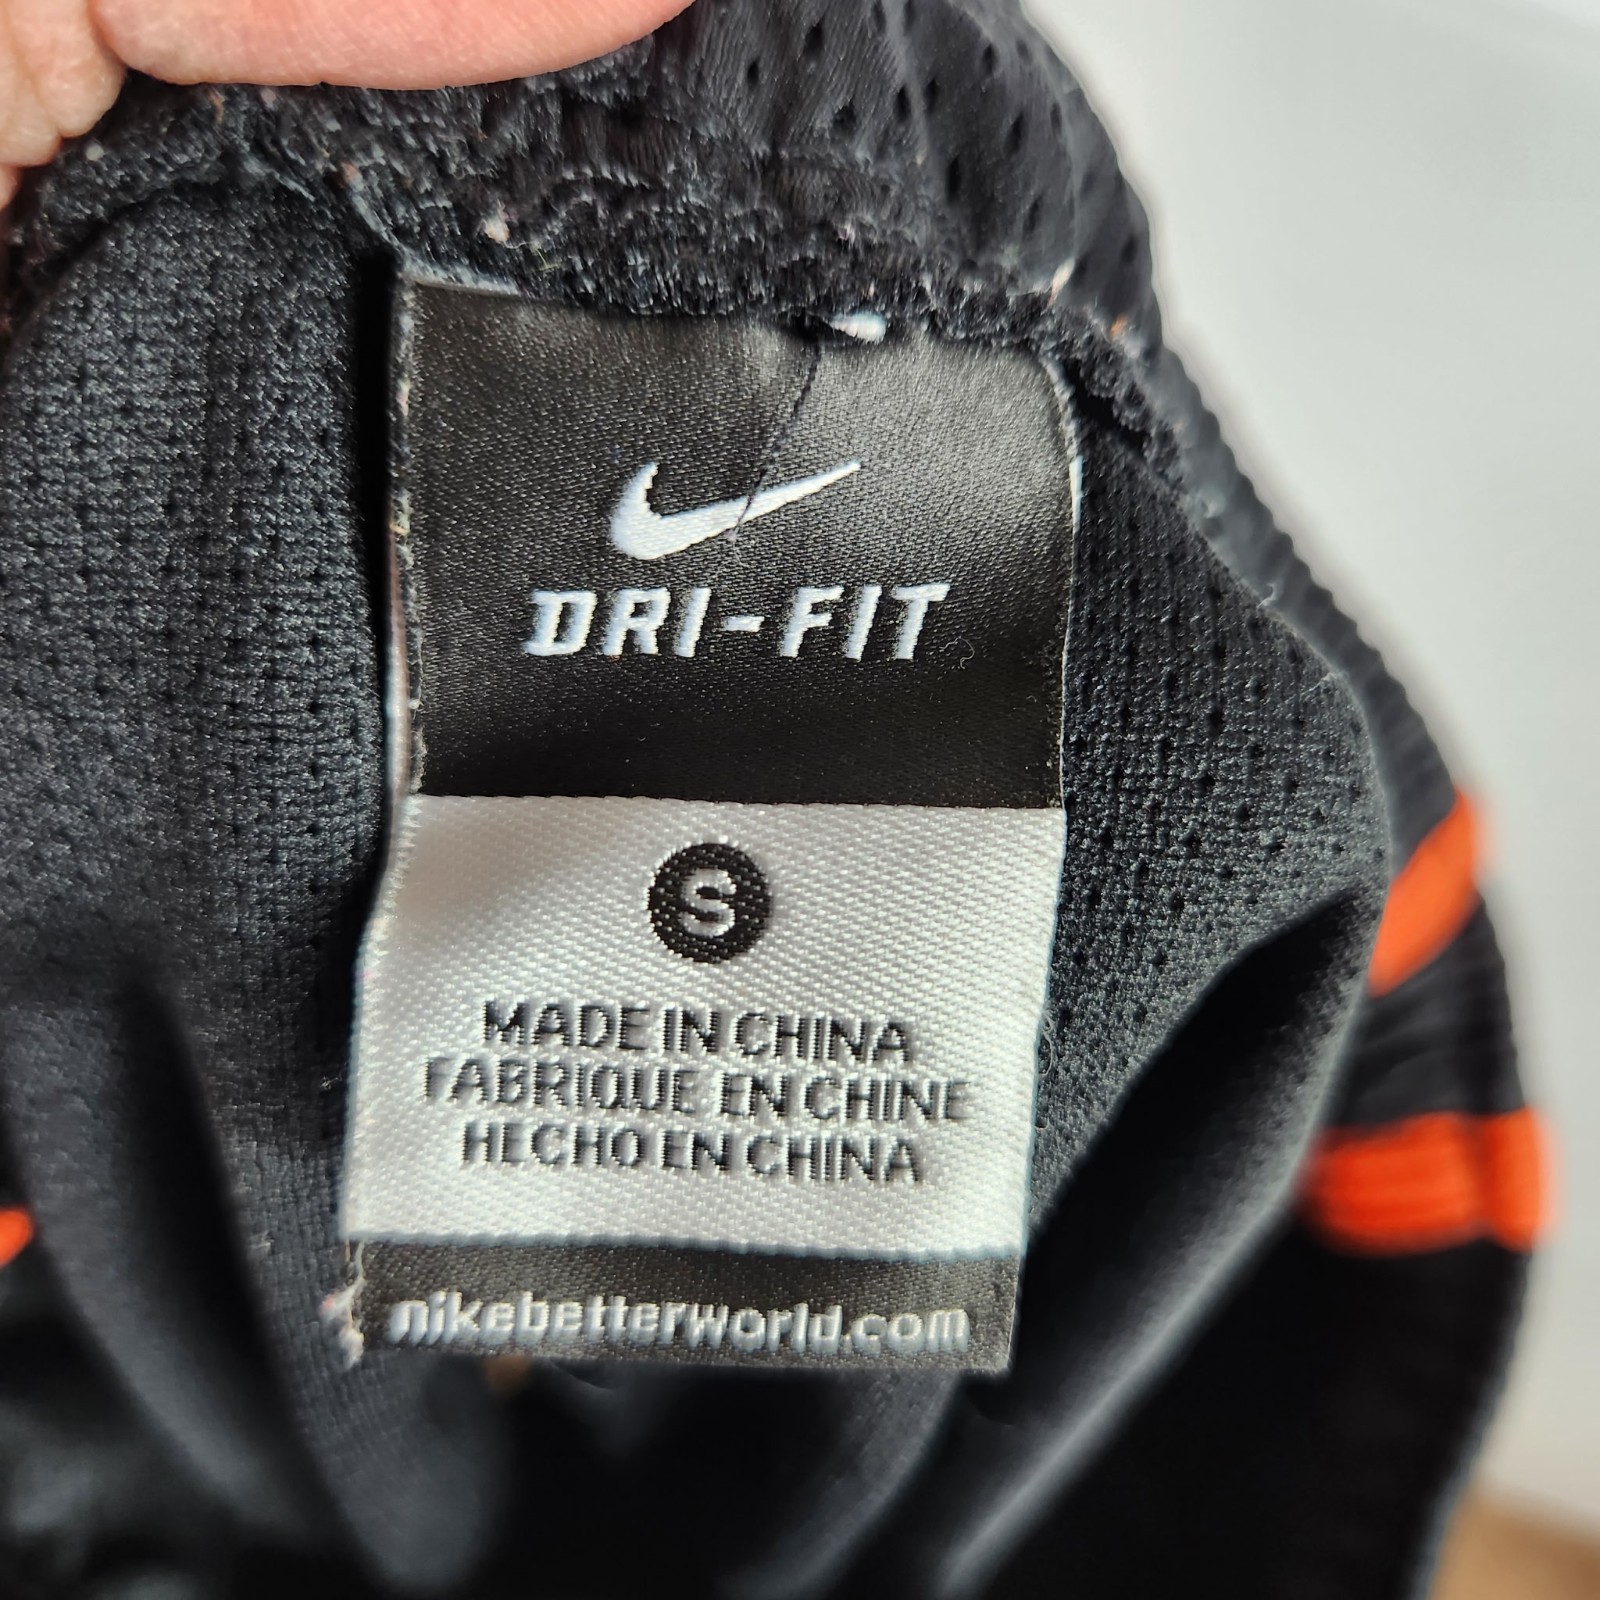 DRI-FIT
S
MADE IN CHINA
FABRIQUE EN CHINE
HECHO EN CHINA
nikebetterworld.com